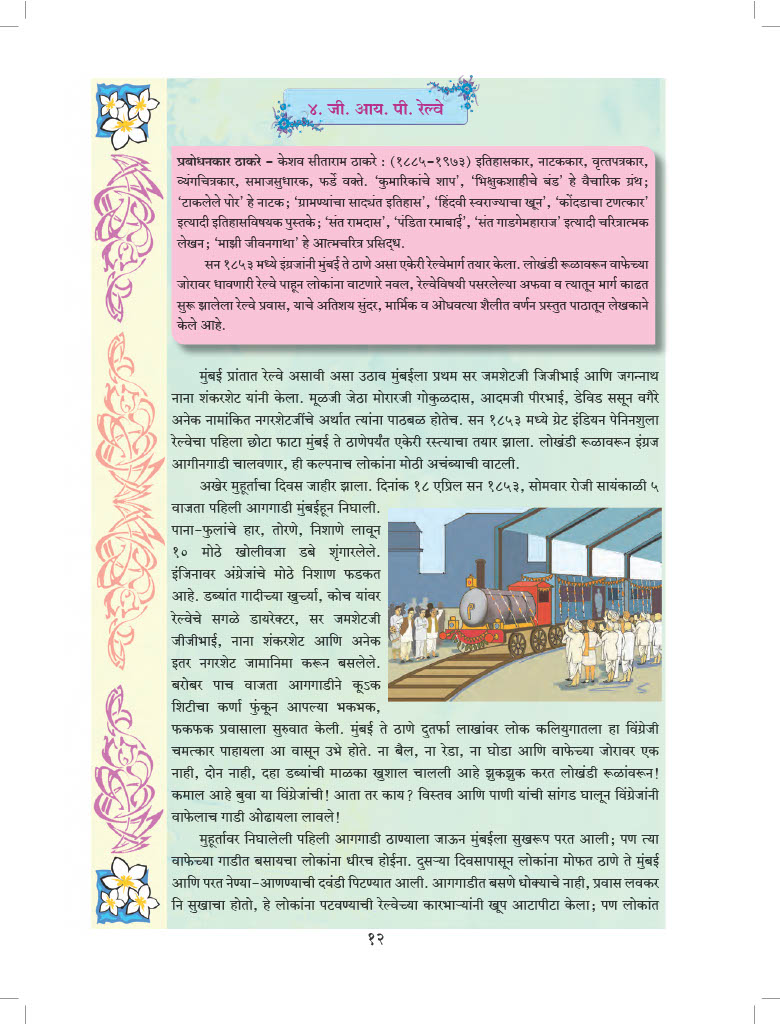 ४. जी. आय. पी. रेल्वे
प्रबोधनकार ठाकरे – केशव सीताराम ठाकरे : (१८८५-१९७३) इतिहासकार, नाटककार, वृत्तपत्रकार,
व्यंगचित्रकार, समाजसुधारक, फर्डे वक्ते. ‘कुमारिकांचे शाप’, ‘भिक्षुकशाहीचे बंड’ हे वैचारिक ग्रंथ;
‘टाकलेले पोर’ हे नाटक; ‘ग्रामण्यांचा साद्यंत इतिहास’, ‘हिंदवी स्वराज्याचा खून’, ‘कोदंडाचा टणत्कार’
इत्यादी इतिहासविषयक पुस्तके; ‘संत रामदास’, ‘पंडिता रमाबाई’, ‘संत गाडगेमहाराज’ इत्यादी चरित्रात्मक
लेखन; ‘माझी जीवनगाथा’ हे आत्मचरित्र प्रसिद्ध.
सन १८५३ मध्ये इंग्रजांनी मुंबई ते ठाणे असा एकेरी रेल्वेमार्ग तयार केला. लोखंडी रूळावरून वाफेच्या
जोरावर धावणारी रेल्वे पाहून लोकांना वाटणारे नवल, रेल्वेविषयी पसरलेल्या अफवा व त्यातून मार्ग काढत
सुरू झालेला रेल्वे प्रवास, याचे अतिशय सुंदर, मार्मिक व ओघवत्या शैलीत वर्णन प्रस्तुत पाठातून लेखकाने
केले आहे.
मुंबई प्रांतात रेल्वे असावी असा उठाव मुंबईला प्रथम सर जमशेटजी जिजीभाई आणि जगन्नाथ
नाना शंकरशेट यांनी केला. मूळजी जेठा मोरारजी गोकुळदास, आदमजी पीरभाई, डेविड ससून वगैरे
अनेक नामांकित नगरशेटजींचे अर्थात त्यांना पाठबळ होतेच. सन १८५३ मध्ये ग्रेट इंडियन पेनिनशुला
रेल्वेचा पहिला छोटा फाटा मुंबई ते ठाणेपर्यंत एकेरी रस्त्याचा तयार झाला. लोखंडी रूळावरून इंग्रज
आगीनगाडी चालवणार, ही कल्पनाच लोकांना मोठी अचंब्याची वाटली.
अखेर मुहूर्ताचा दिवस जाहीर झाला. दिनांक १८ एप्रिल सन १८५३, सोमवार रोजी सायंकाळी ५
वाजता पहिली आगगाडी मुंबईहून निघाली.
पाना-फुलांचे हार, तोरणे, निशाणे लावून
१० मोठे खोलीवजा डबे शृंगारलेले.
इंजिनावर अंग्रेजांचे मोठे निशाण फडकत
आहे. डब्यांत गादीच्या खुर्च्या, कोच यांवर
रेल्वेचे सगळे डायरेक्टर, सर जमशेटजी
जीजीभाई, नाना शंकरशेट आणि अनेक
इतर नगरशेट जामानिमा करून बसलेले.
बरोबर पाच वाजता आगगाडीने कूऽक
शिटीचा कर्णा फुंकून आपल्या भकभक,
फकफक प्रवासाला सुरुवात केली. मुंबई ते ठाणे दुतर्फा लाखांवर लोक कलियुगातला हा विंग्रेजी
चमत्कार पाहायला आ वासून उभे होते. ना बैल, ना रेडा, ना घोडा आणि वाफेच्या जोरावर एक
नाही, दोन नाही, दहा डब्यांची माळका खुशाल चालली आहे झुकझुक करत लोखंडी रूळांवरून!
कमाल आहे बुवा या विंग्रेजांची! आता तर काय? विस्तव आणि पाणी यांची सांगड घालून विंग्रेजांनी
वाफेलाच गाडी ओढायला लावले!
मुहूर्तावर निघालेली पहिली आगगाडी ठाण्याला जाऊन मुंबईला सुखरूप परत आली; पण त्या
वाफेच्या गाडीत बसायचा लोकांना धीरच होईना. दुसऱ्या दिवसापासून लोकांना मोफत ठाणे ते मुंबई
आणि परत नेण्या-आणण्याची दवंडी पिटण्यात आली. आगगाडीत बसणे धोक्याचे नाही, प्रवास लवकर
नि सुखाचा होतो, हे लोकांना पटवण्याची रेल्वेच्या कारभाऱ्यांनी खूप आटापीटा केला; पण लोकांत
१२